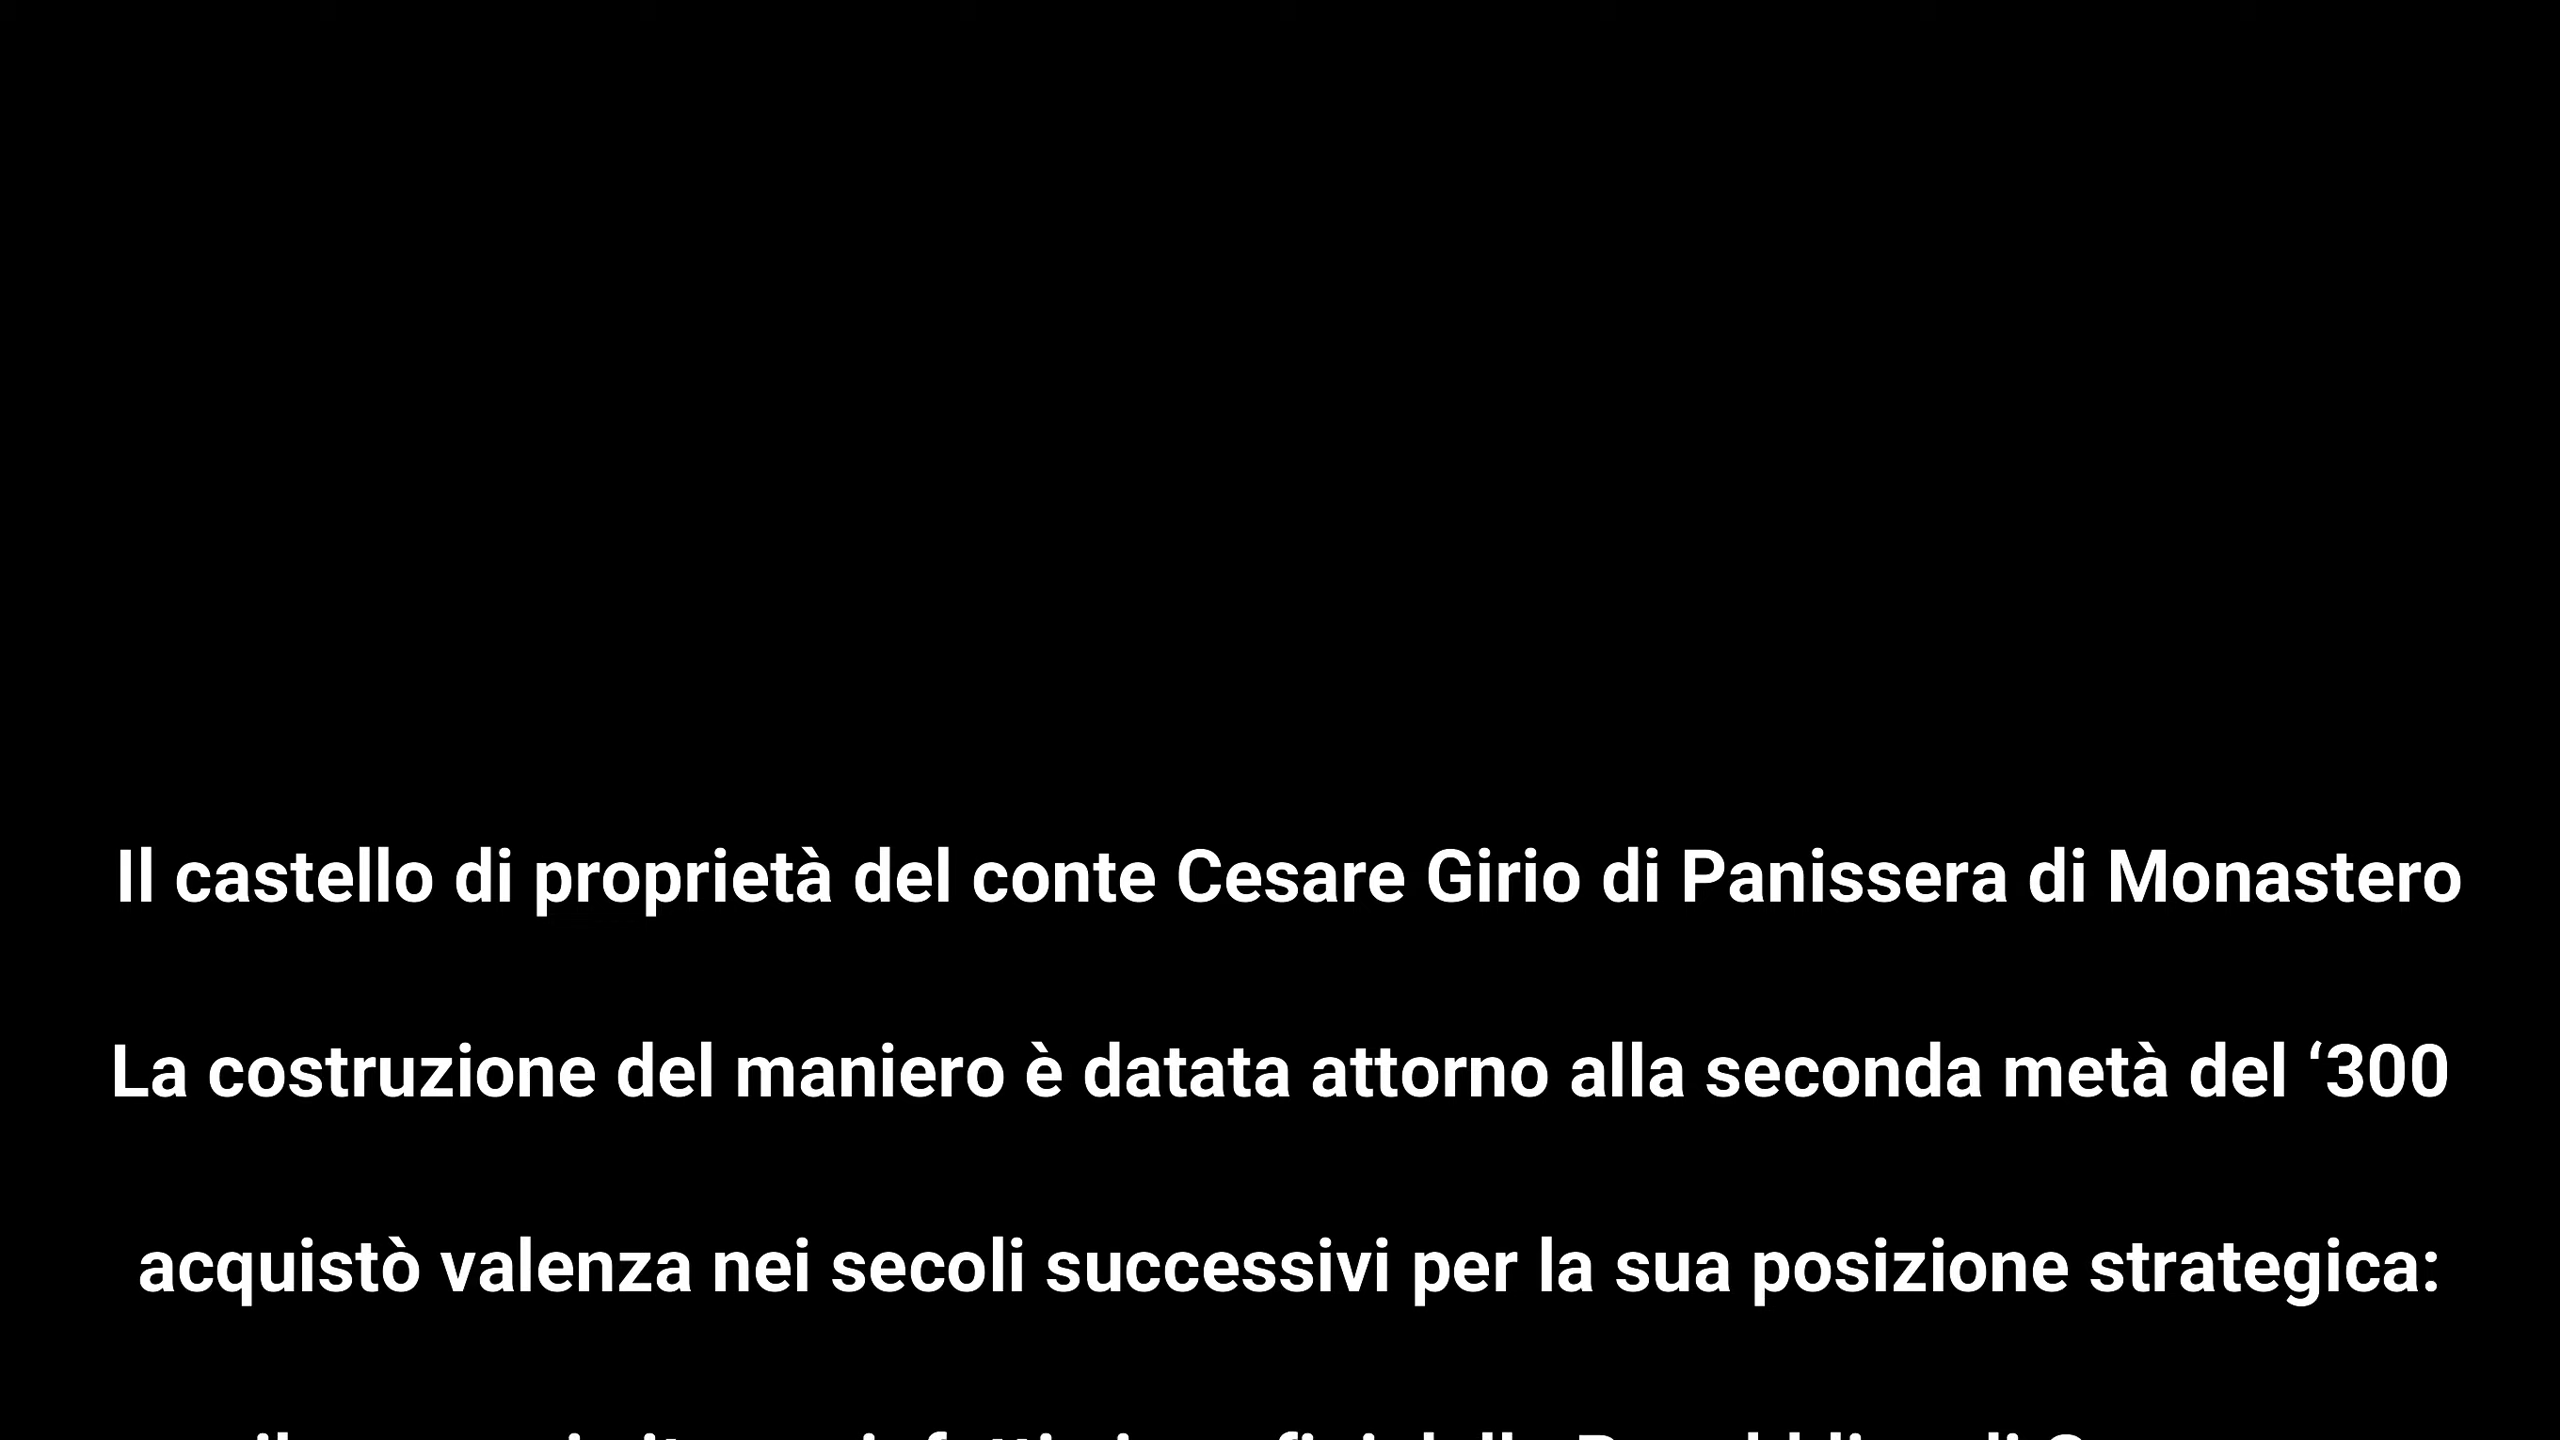 Il castello di proprietà del conte Cesare Girio di Panissera di Monastero
La costruzione del maniero è datata attorno alla seconda metà del ‘300
acquistò valenza nei secoli successivi per la sua posizione strategica: